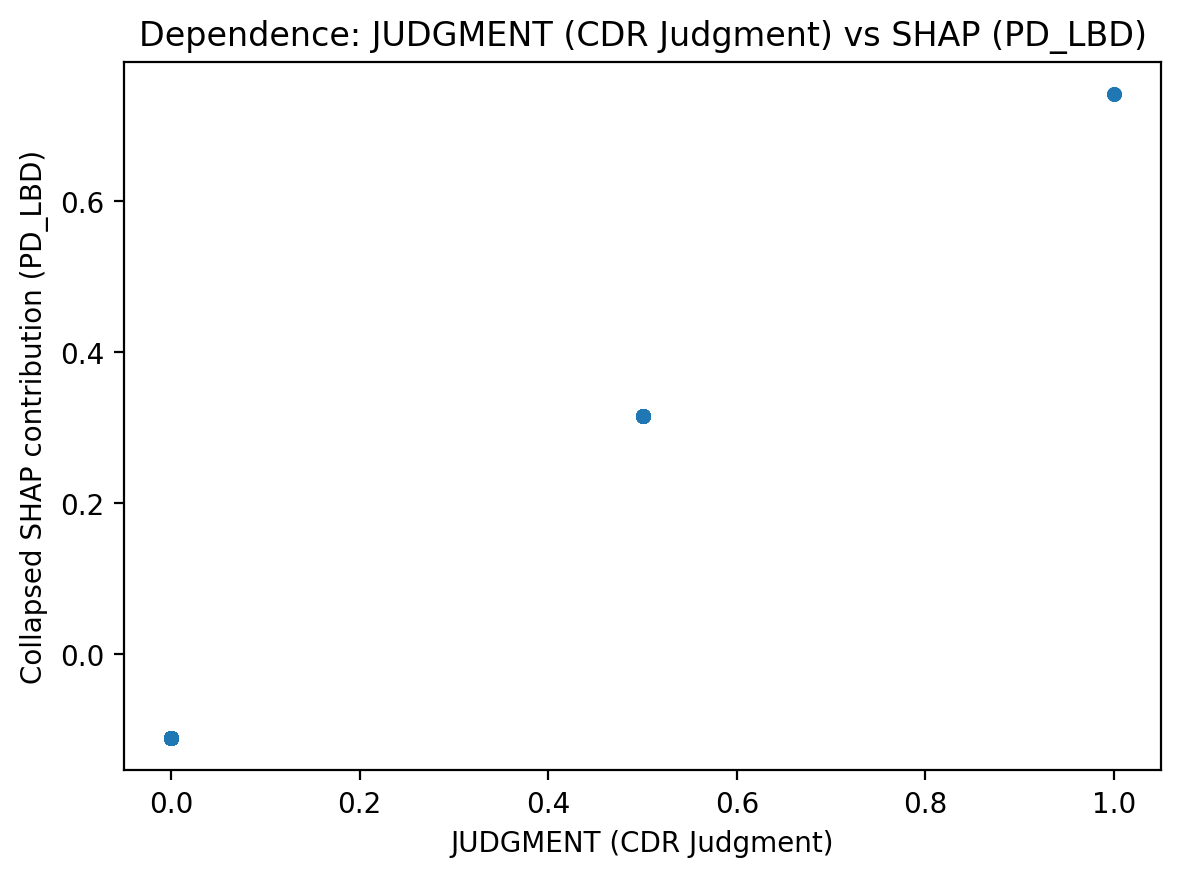 Dependence: JUDGMENT (CDR Judgment) vs SHAP (PD_LBD)
Collapsed SHAP contribution (PD_LBD)
0.6
0.4
0.2
0.0
0.0 0.2 0.4 0.6 0.8 1.0
JUDGMENT (CDR Judgment)